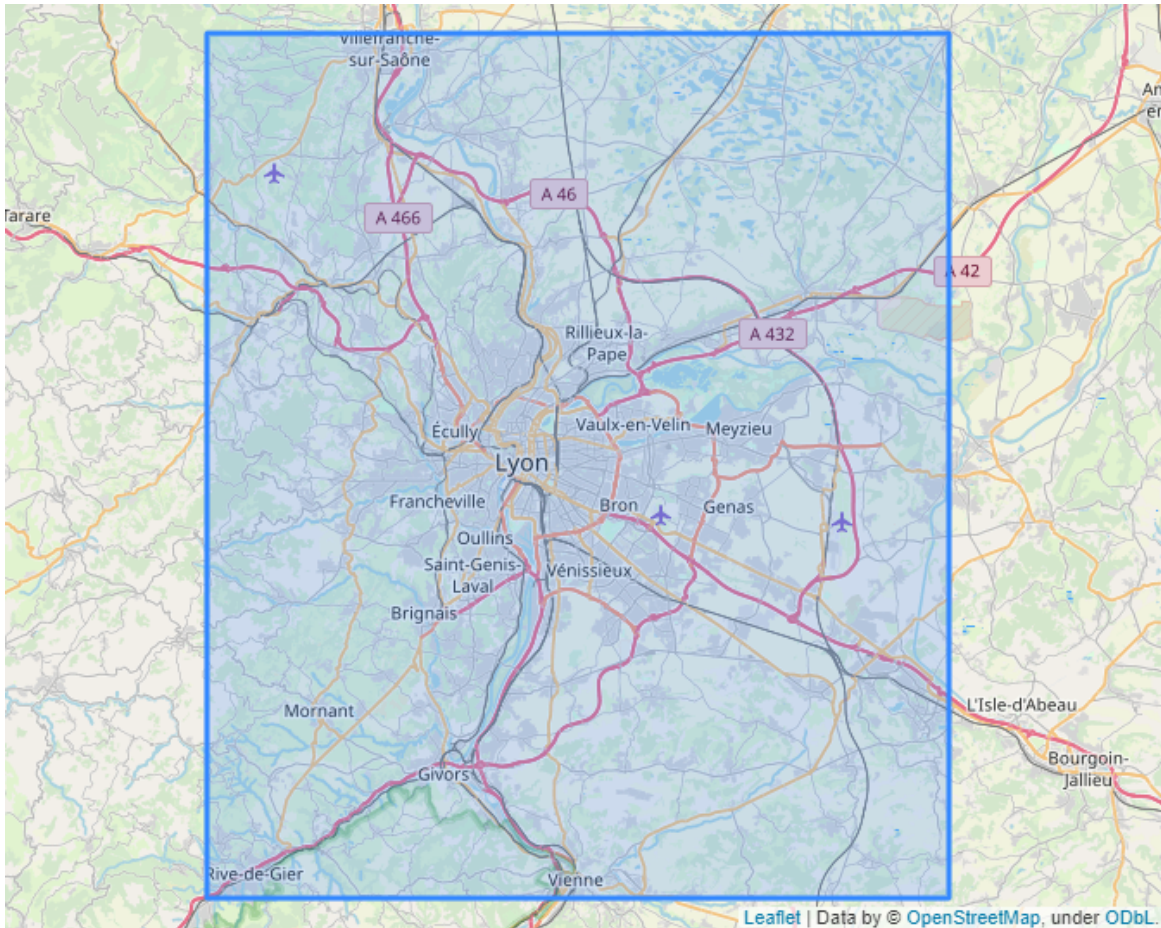 Villefranche-
sur-Saône
An
er
A 46
Tarare
A 466
A 42
Rillieux-la-
Pape
A 432
Vaulx-en-Velin
Meyzieu
Écully
Lyon
Francheville
Bron
Genas
Oullins
Saint-Genis-
Laval
Vénissieux
Brignais
Mornant
L'Isle-d'Abeau
Bourgoin-
Jallieu
Givors
Rive-de-Gier
Vienne
Leaflet | Data by © OpenStreetMap, under ODbL.